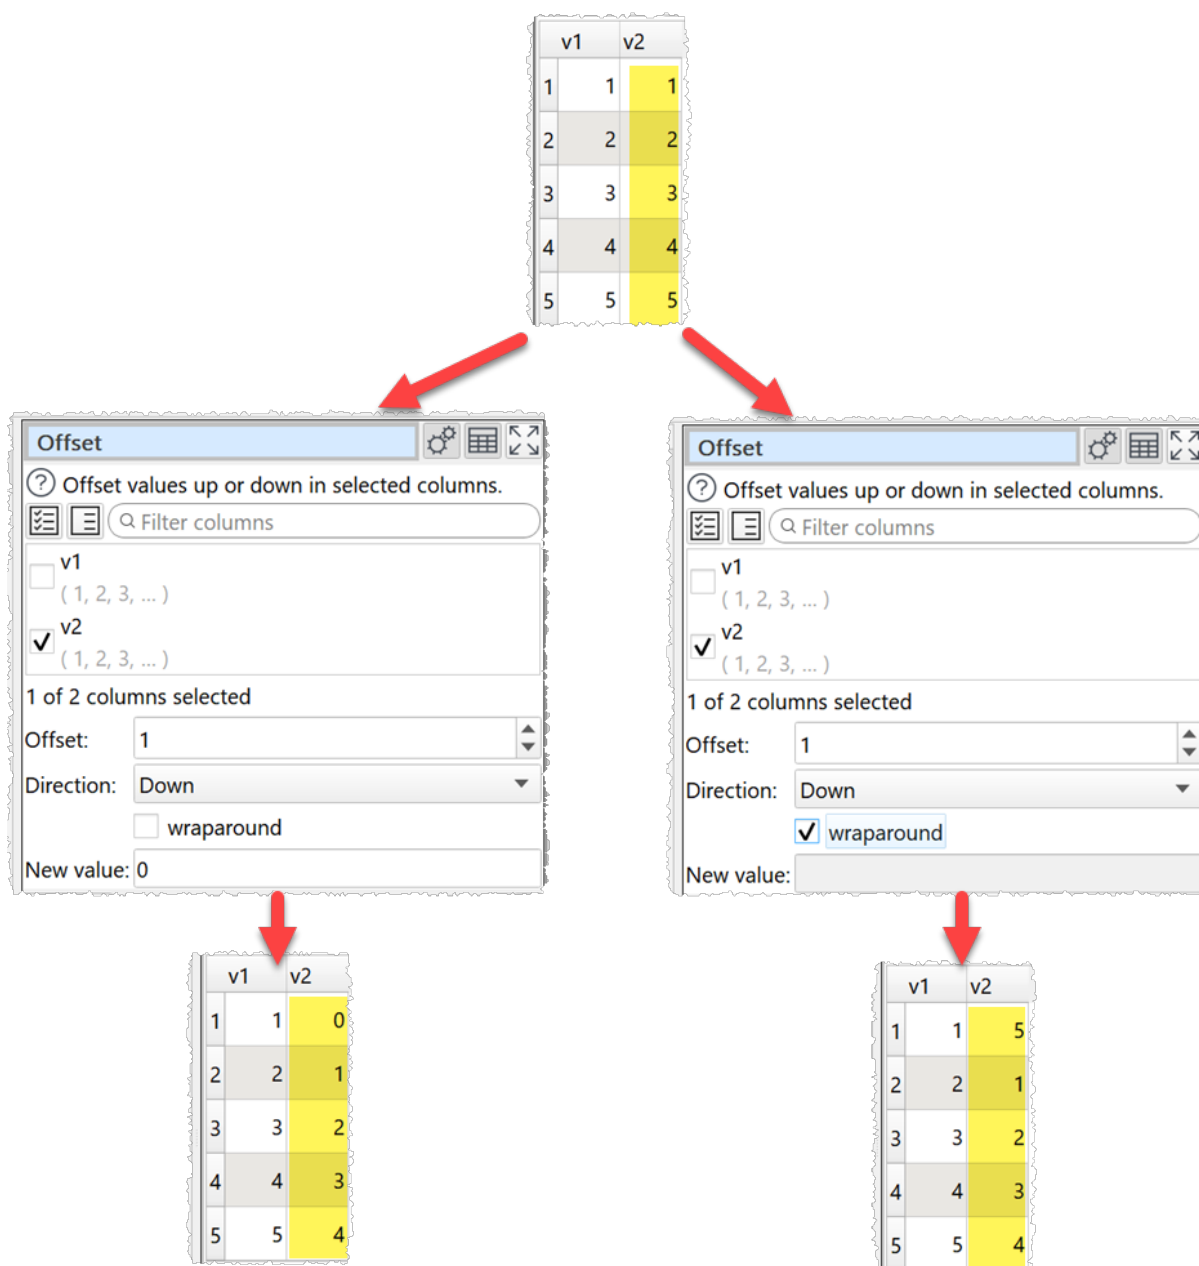 v1 v2
1 1 1
2 2 2
3 3 3
4 4 4
5 5 5
Offset
? Offset values up or down in selected columns.
Filter columns
v1
( 1, 2, 3, ... )
v2
( 1, 2, 3, ... )
1 of 2 columns selected
Offset: 1
Direction: Down
wraparound
New value: 0
Offset
? Offset values up or down in selected columns.
Filter columns
v1
( 1, 2, 3, ... )
v2
( 1, 2, 3, ... )
1 of 2 columns selected
Offset: 1
Direction: Down
wraparound
New value:
v1 v2
1 1 0
2 2 1
3 3 2
4 4 3
5 5 4
v1 v2
1 1 5
2 2 1
3 3 2
4 4 3
5 5 4